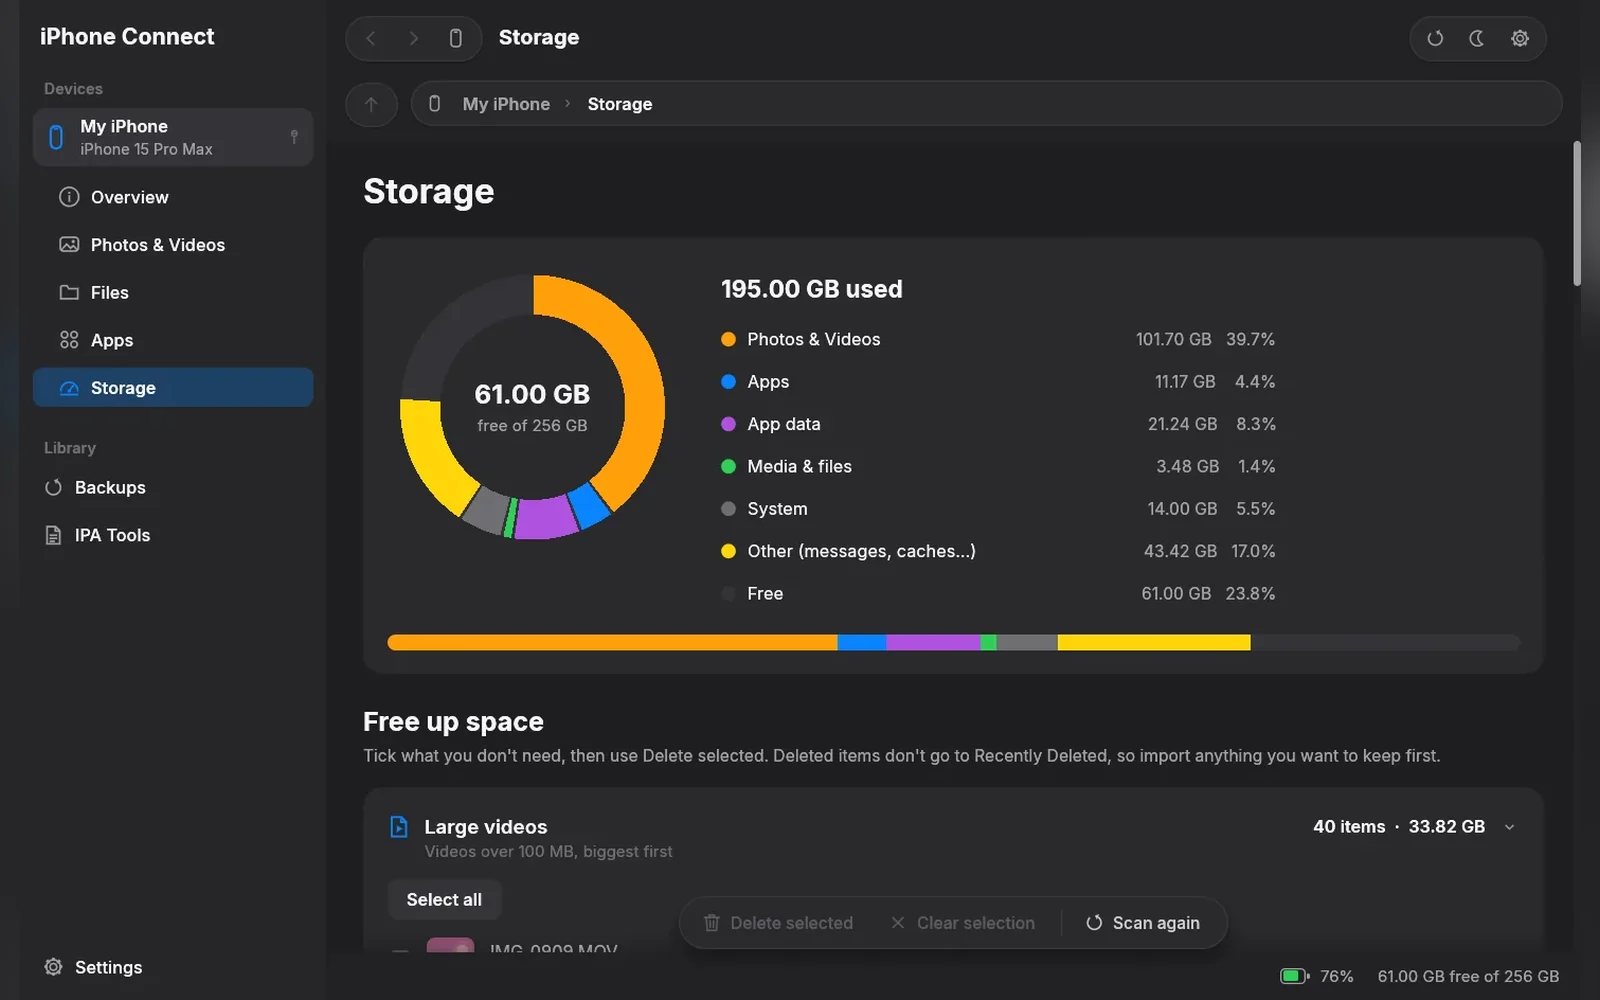 iPhone Connect
Devices
My iPhone
iPhone 15 Pro Max
Overview
Photos & Videos
Files
Apps
Storage
Library
Backups
IPA Tools
Settings
Storage
My iPhone › Storage
Storage
61.00 GB
free of 256 GB
195.00 GB used
Photos & Videos 101.70 GB 39.7%
Apps 11.17 GB 4.4%
App data 21.24 GB 8.3%
Media & files 3.48 GB 1.4%
System 14.00 GB 5.5%
Other (messages, caches...) 43.42 GB 17.0%
Free 61.00 GB 23.8%
Free up space
Tick what you don't need, then use Delete selected. Deleted items don't go to Recently Deleted, so import anything you want to keep first.
Large videos 40 items · 33.82 GB
Videos over 100 MB, biggest first
Select all
Delete selected Clear selection Scan again
IMG_0909.MOV
76% 61.00 GB free of 256 GB